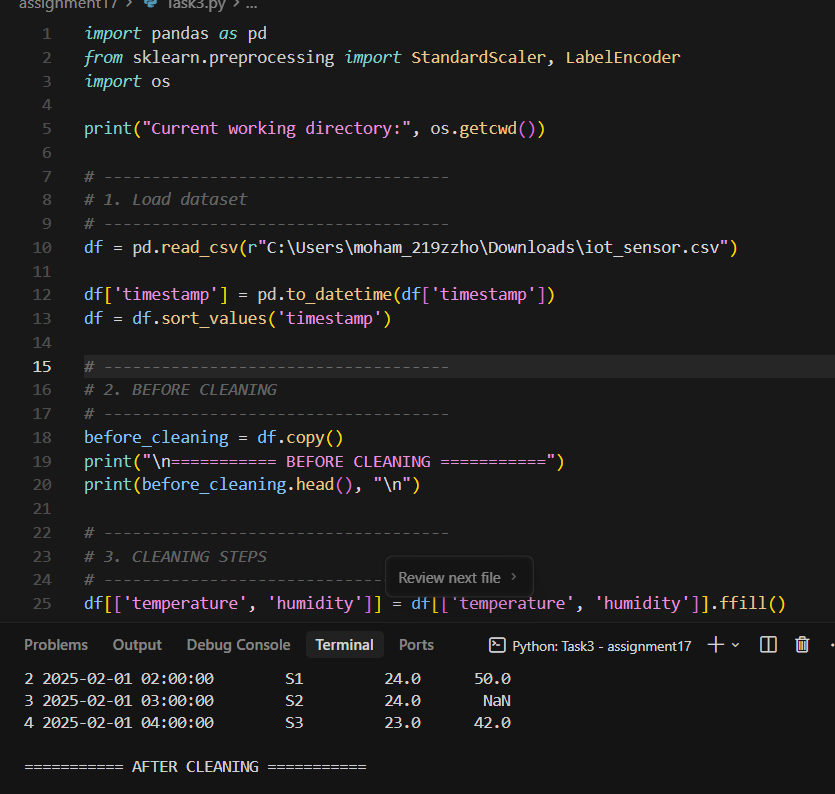 assignment17 > Task3.py > ...
1 import pandas as pd
2 from sklearn.preprocessing import StandardScaler, LabelEncoder
3 import os
4
5 print("Current working directory:", os.getcwd())
6
7 # ------------------------------------
8 # 1. Load dataset
9 # ------------------------------------
10 df = pd.read_csv(r"C:\Users\moham_219zzho\Downloads\iot_sensor.csv")
11
12 df['timestamp'] = pd.to_datetime(df['timestamp'])
13 df = df.sort_values('timestamp')
14
15 # ------------------------------------
16 # 2. BEFORE CLEANING
17 # ------------------------------------
18 before_cleaning = df.copy()
19 print("\n=========== BEFORE CLEANING ===========")
20 print(before_cleaning.head(), "\n")
21
22 # ------------------------------------
23 # 3. CLEANING STEPS
24 # -----------------------------
Review next file >
25 df[['temperature', 'humidity']] = df[['temperature', 'humidity']].ffill()
Problems Output Debug Console Terminal Ports Python: Task3 - assignment17
2 2025-02-01 02:00:00 S1 24.0 50.0
3 2025-02-01 03:00:00 S2 24.0 NaN
4 2025-02-01 04:00:00 S3 23.0 42.0
=========== AFTER CLEANING ===========